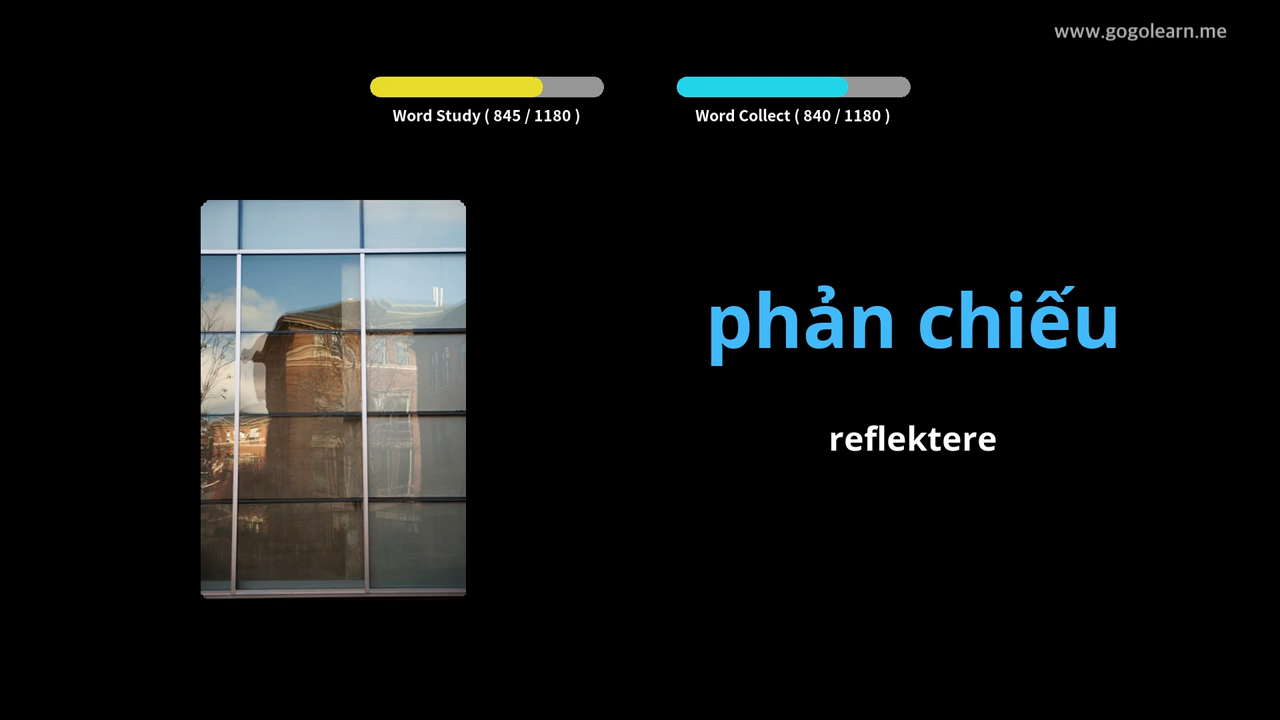 www.gogolearn.me
Word Study ( 845 / 1180 )
Word Collect ( 840 / 1180 )
phản chiếu
reflektere